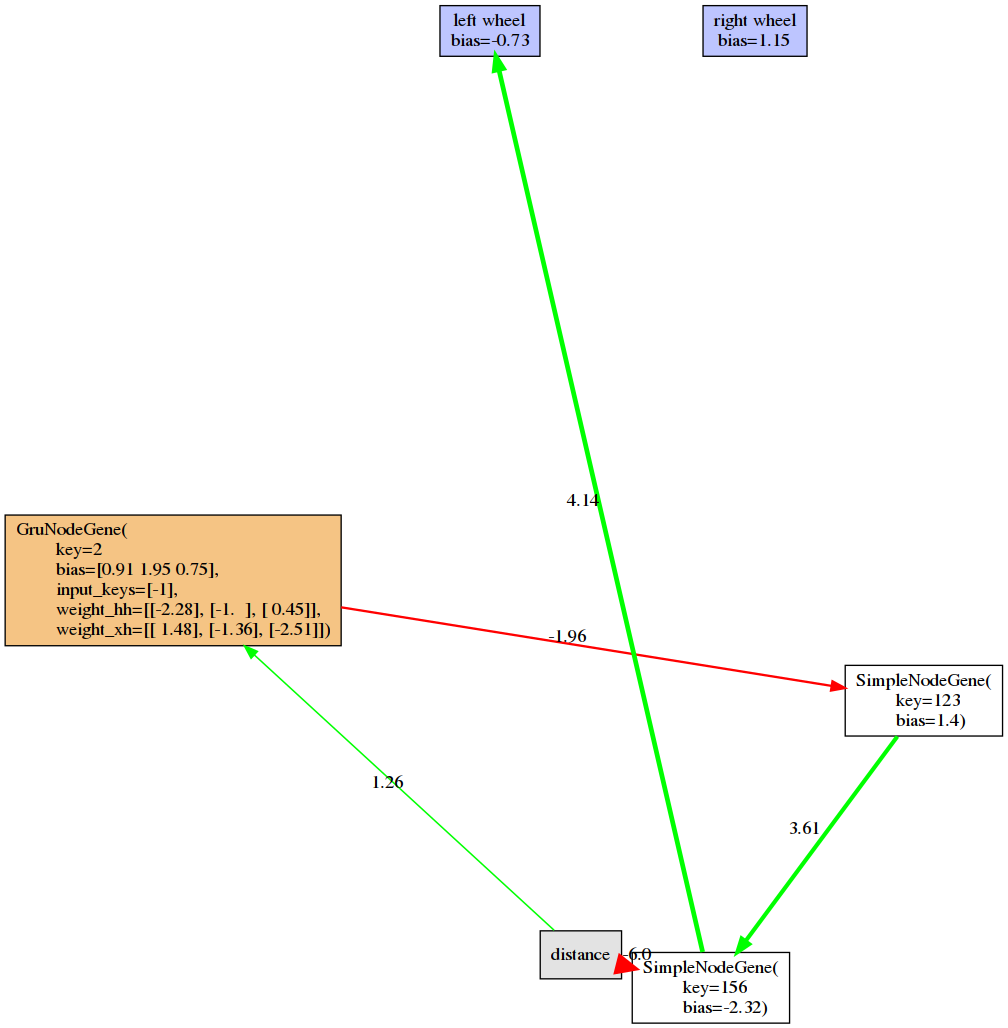 left wheel
bias=-0.73
right wheel
bias=1.15
4.14
GruNodeGene(
key=2
bias=[0.91 1.95 0.75],
input_keys=[-1],
weight_hh=[[-2.28], [-1.  ], [ 0.45]],
weight_xh=[[ 1.48], [-1.36], [-2.51]])
-1.96
SimpleNodeGene(
key=123
bias=1.4)
1.26
3.61
distance
-6.0
SimpleNodeGene(
key=156
bias=-2.32)